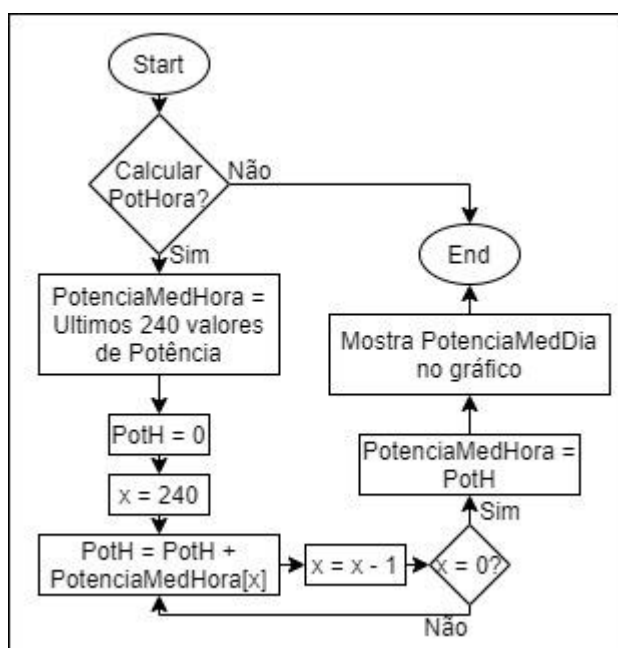 Start
Calcular
PotHora?
Não
Sim
PotenciaMedHora =
Ultimos 240 valores
de Potência
PotH = 0
x = 240
PotH = PotH +
PotenciaMedHora[x]
x = x - 1
x = 0?
Não
Sim
PotenciaMedHora =
PotH
Mostra PotenciaMedDia
no gráfico
End